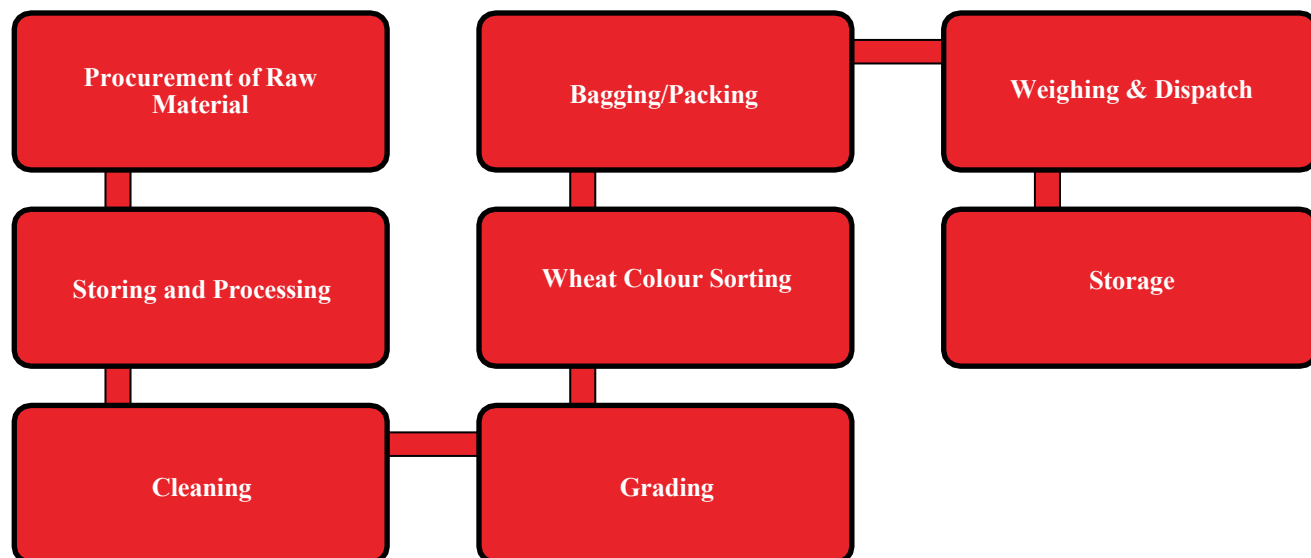 Procurement of Raw
Material
Storing and Processing
Cleaning
Grading
Wheat Colour Sorting
Bagging/Packing
Weighing & Dispatch
Storage